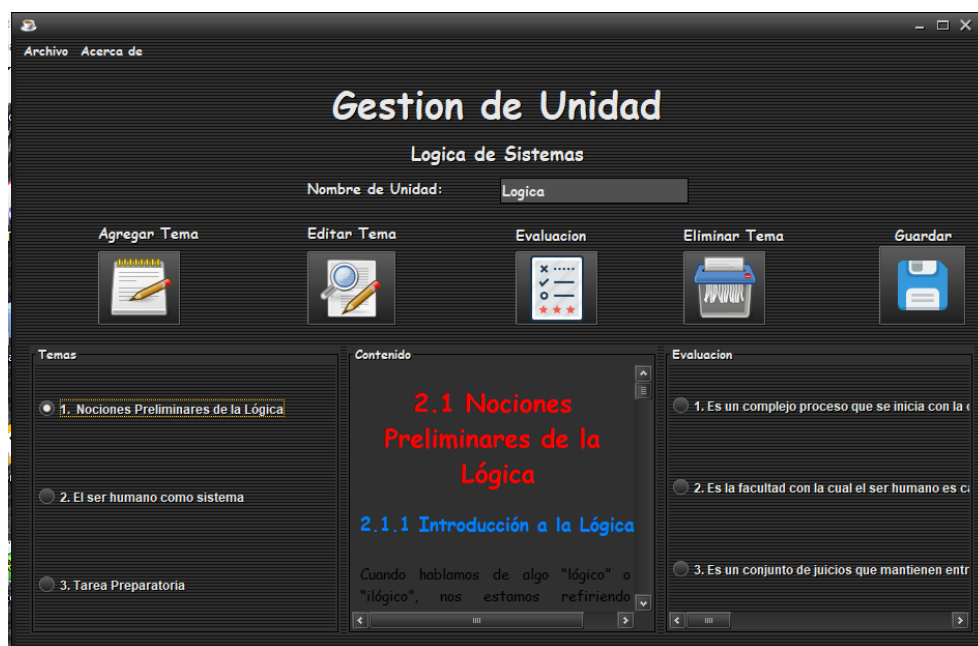 Archivo Acerca de
Gestion de Unidad
Logica de Sistemas
Nombre de Unidad: Logica
Agregar Tema Editar Tema Evaluacion Eliminar Tema Guardar
Temas
1. Nociones Preliminares de la Lógica
2. El ser humano como sistema
3. Tarea Preparatoria
Contenido
2.1 Nociones
Preliminares de la
Lógica
2.1.1 Introducción a la Lógica
Cuando hablamos de algo “lógico” o
“ilógico”, nos estamos refiriendo
Evaluacion
1. Es un complejo proceso que se inicia con la
2. Es la facultad con la cual el ser humano es
3. Es un conjunto de juicios que mantienen